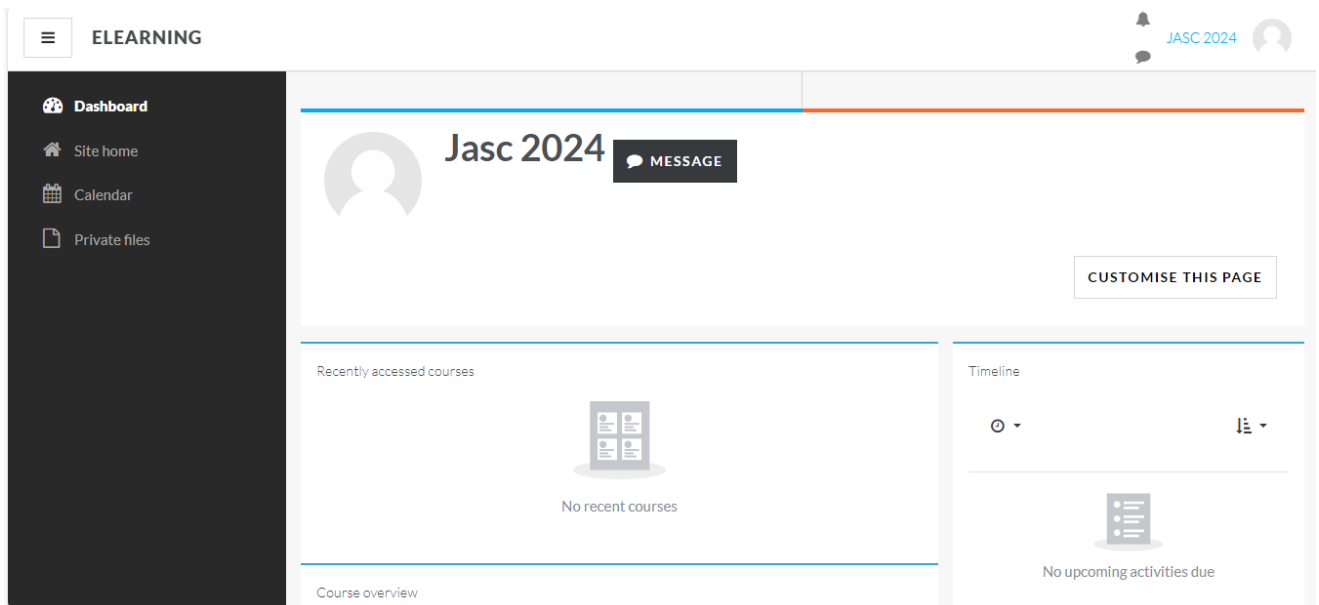 ELEARNING
JASC 2024
Dashboard
Site home
Calendar
Private files
Jasc 2024
MESSAGE
CUSTOMISE THIS PAGE
Recently accessed courses
No recent courses
Course overview
Timeline
No upcoming activities due